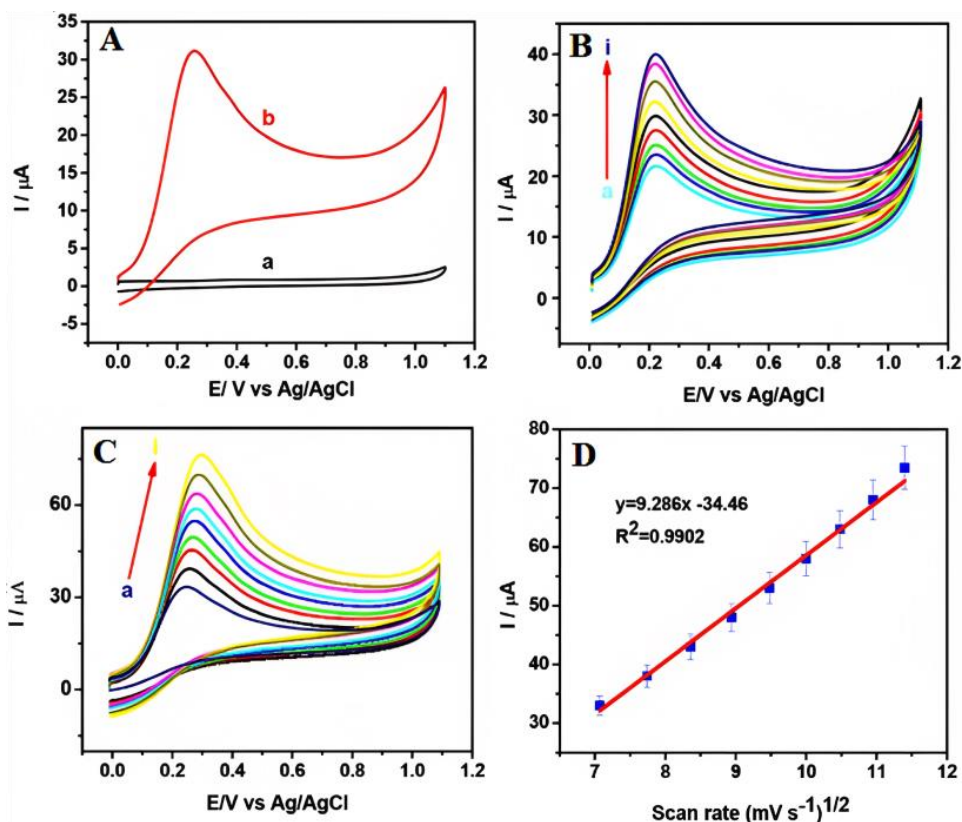 A
35
30
25
20
15
10
5
0
-5
I / µA
b
a
0.0 0.2 0.4 0.6 0.8 1.0 1.2
E/ V vs Ag/AgCl
B
40
30
20
10
0
I / µA
i
a
0.0 0.2 0.4 0.6 0.8 1.0 1.2
E/V vs Ag/AgCl
C
60
30
0
I / µA
i
a
0.0 0.2 0.4 0.6 0.8 1.0 1.2
E/V vs Ag/AgCl
D
80
70
60
50
40
30
I / µA
y=9.286x -34.46
R²=0.9902
7 8 9 10 11 12
Scan rate (mV s⁻¹)¹/²